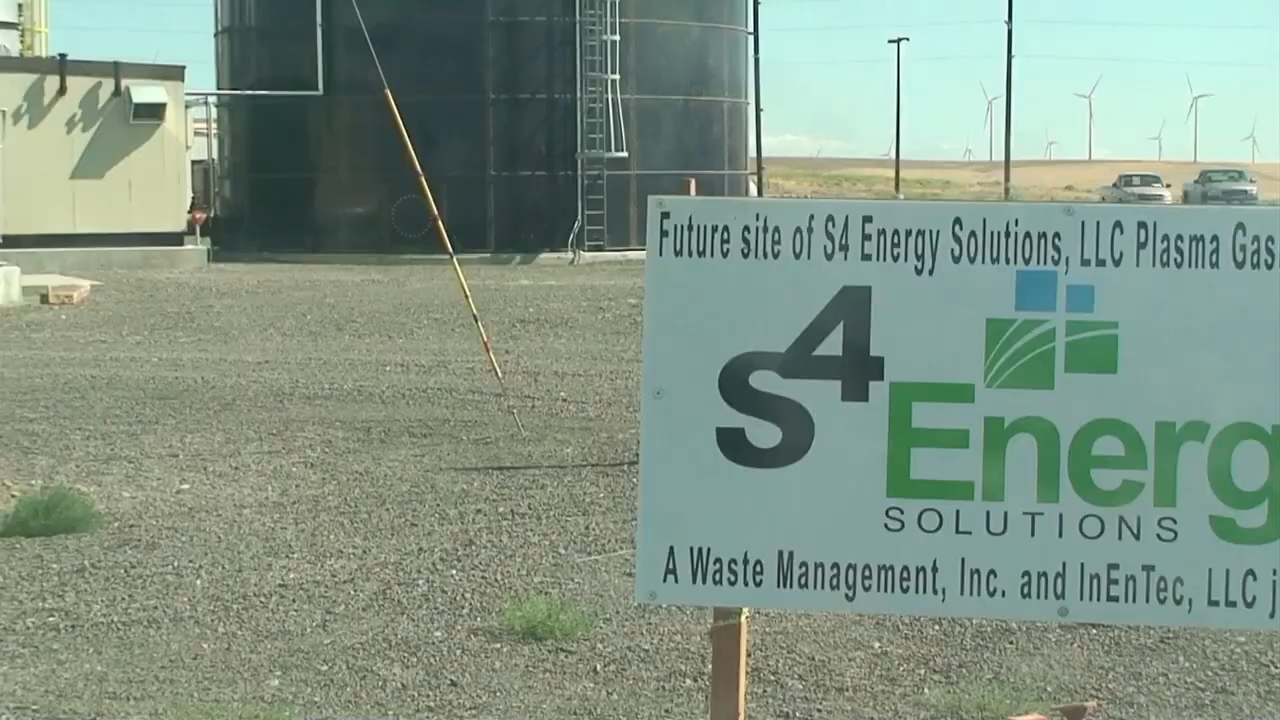 Future site of S4 Energy Solutions, LLC Plasma Gas
S4
Energ
SOLUTIONS
A Waste Management, Inc. and InEnTec, LLC j